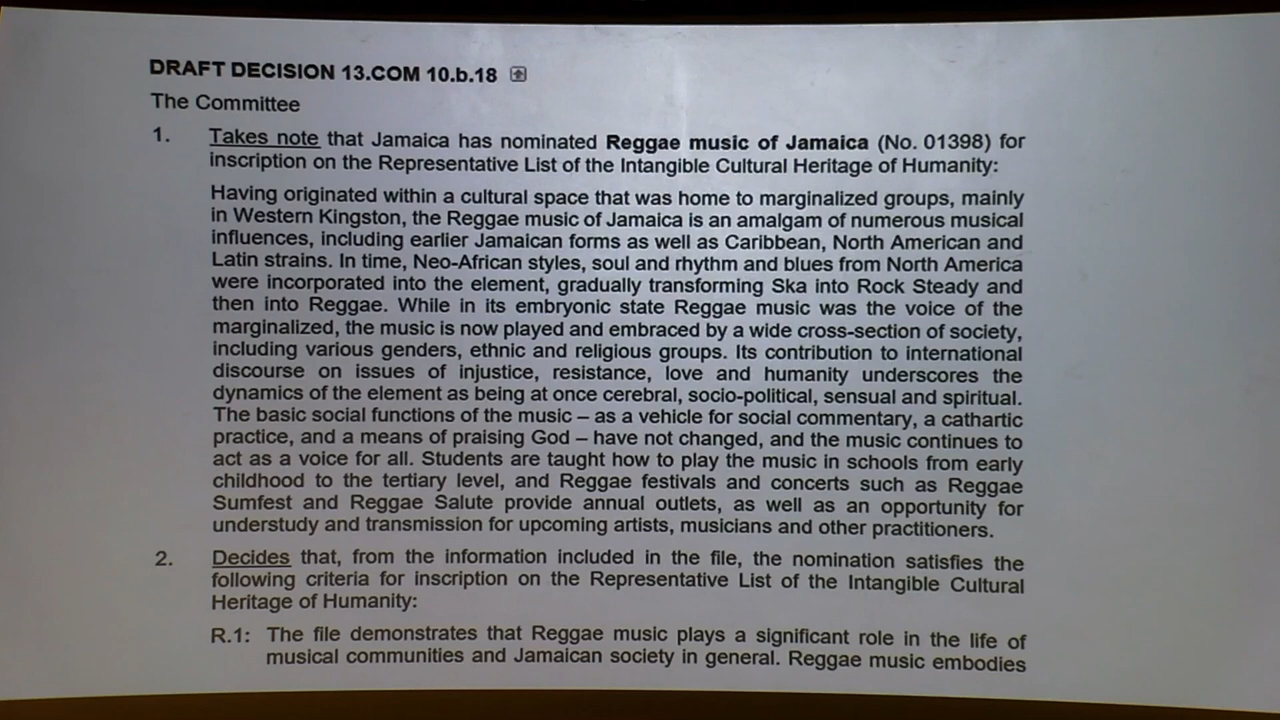 DRAFT DECISION 13.COM 10.b.18
The Committee
1. Takes note that Jamaica has nominated Reggae music of Jamaica (No. 01398) for
inscription on the Representative List of the Intangible Cultural Heritage of Humanity:
Having originated within a cultural space that was home to marginalized groups, mainly
in Western Kingston, the Reggae music of Jamaica is an amalgam of numerous musical
influences, including earlier Jamaican forms as well as Caribbean, North American and
Latin strains. In time, Neo-African styles, soul and rhythm and blues from North America
were incorporated into the element, gradually transforming Ska into Rock Steady and
then into Reggae. While in its embryonic state Reggae music was the voice of the
marginalized, the music is now played and embraced by a wide cross-section of society,
including various genders, ethnic and religious groups. Its contribution to international
discourse on issues of injustice, resistance, love and humanity underscores the
dynamics of the element as being at once cerebral, socio-political, sensual and spiritual.
The basic social functions of the music – as a vehicle for social commentary, a cathartic
practice, and a means of praising God – have not changed, and the music continues to
act as a voice for all. Students are taught how to play the music in schools from early
childhood to the tertiary level, and Reggae festivals and concerts such as Reggae
Sumfest and Reggae Salute provide annual outlets, as well as an opportunity for
understudy and transmission for upcoming artists, musicians and other practitioners.
2. Decides that, from the information included in the file, the nomination satisfies the
following criteria for inscription on the Representative List of the Intangible Cultural
Heritage of Humanity:
R.1: The file demonstrates that Reggae music plays a significant role in the life of
musical communities and Jamaican society in general. Reggae music embodies